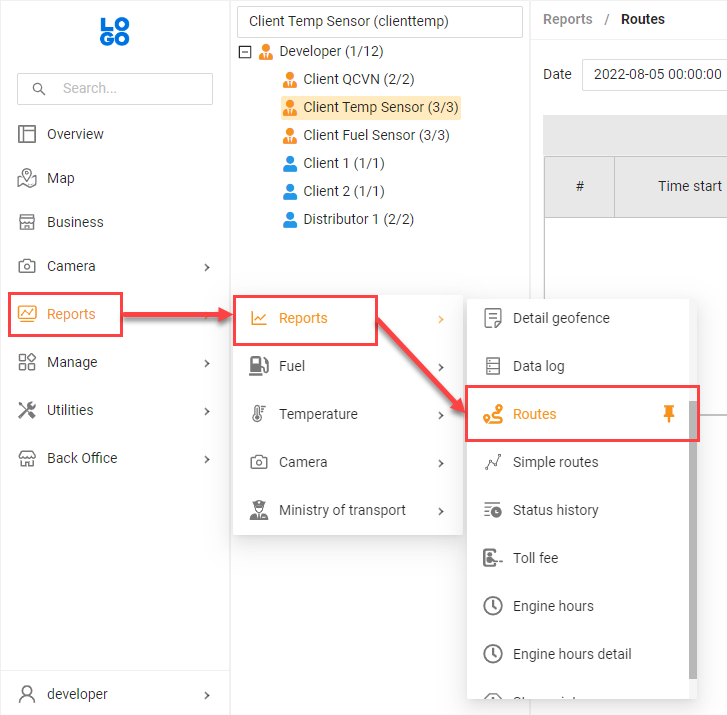 LO
GO
Search...
Overview
Map
Business
Camera
Reports
Manage
Utilities
Back Office
developer
Client Temp Sensor (clienttemp)
Developer (1/12)
Client QCVN (2/2)
Client Temp Sensor (3/3)
Client Fuel Sensor (3/3)
Client 1 (1/1)
Client 2 (1/1)
Distributor 1 (2/2)
Reports
Fuel
Temperature
Camera
Ministry of transport
Detail geofence
Data log
Routes
Simple routes
Status history
Toll fee
Engine hours
Engine hours detail
Reports / Routes
Date 2022-08-05 00:00:00
# Time start